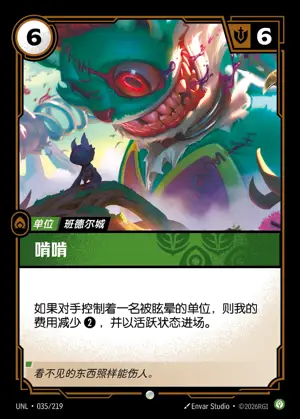 6
6
单位 班德尔城
啃啃
如果对手控制着一名被眩晕的单位，则我的
费用减少 2 ，并以活跃状态进场。
看不见的东西照样能伤人。
UNL • 035/219
Envar Studio • ©2026RGI